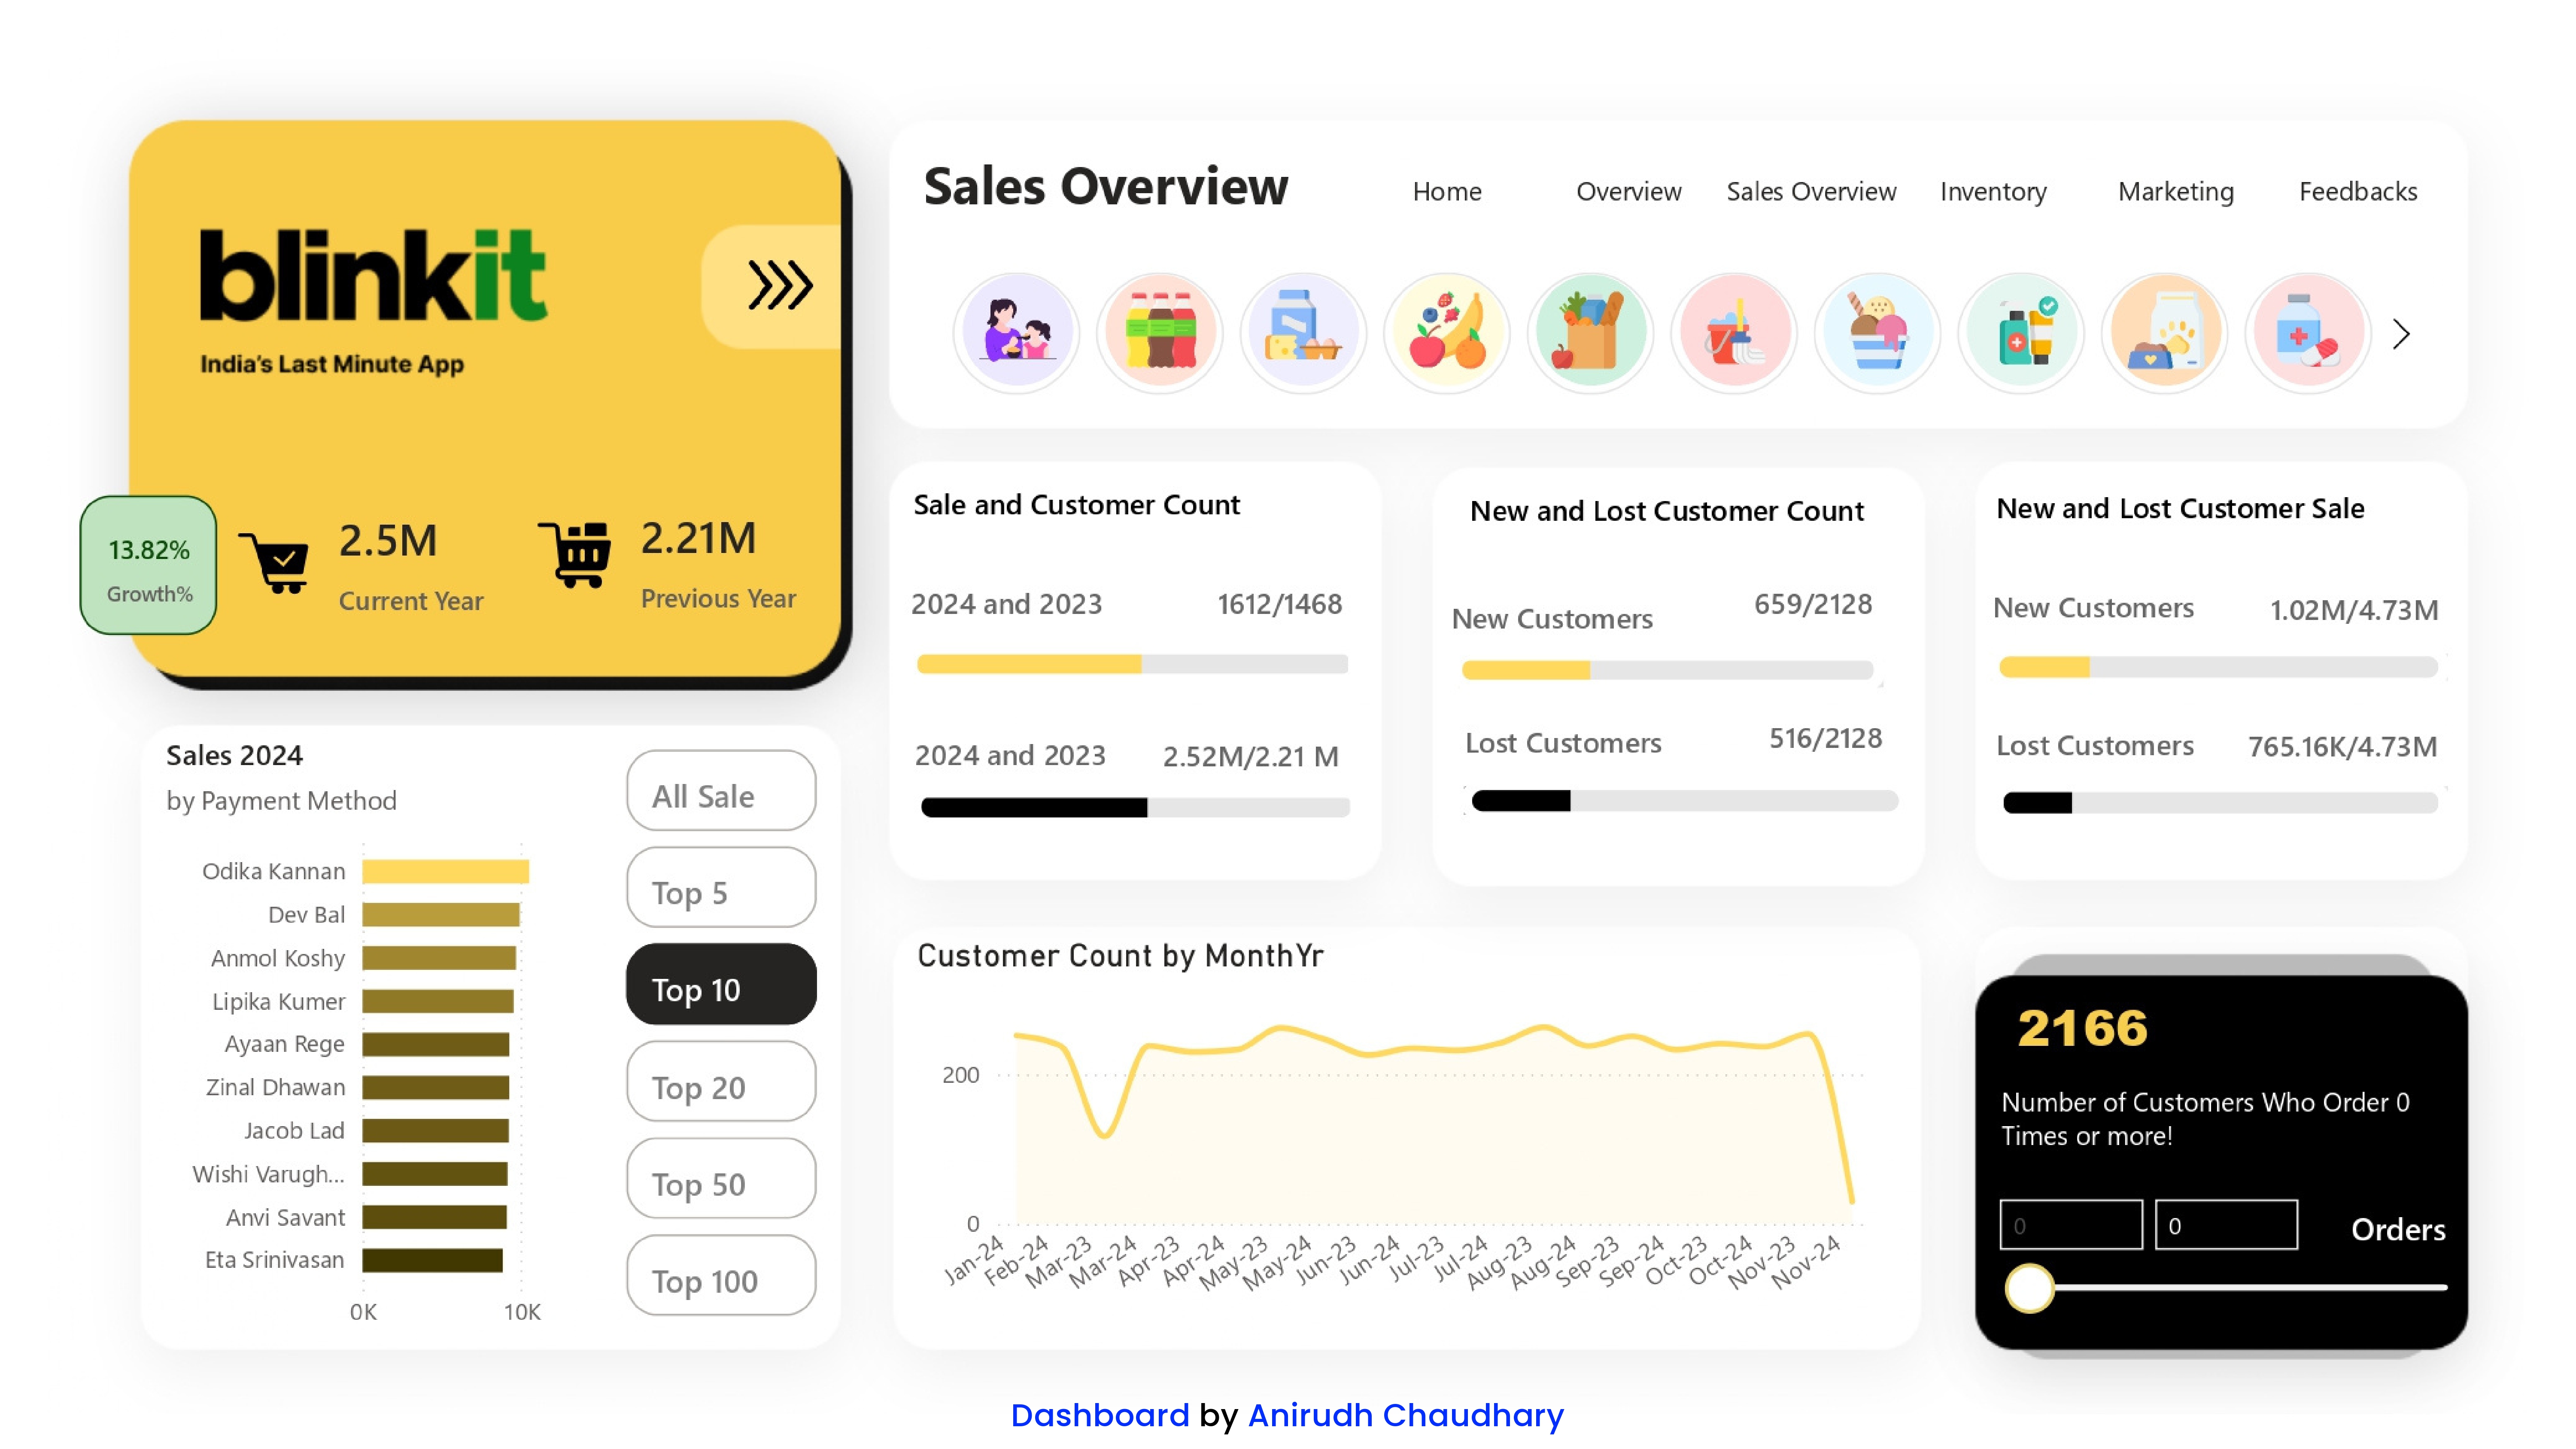 blinkit
India's Last Minute App
13.82%
Growth%
2.5M
Current Year
2.21M
Previous Year
Sales Overview
Home
Overview
Sales Overview
Inventory
Marketing
Feedbacks
Sale and Customer Count
2024 and 2023 1612/1468
2024 and 2023 2.52M/2.21 M
New and Lost Customer Count
New Customers 659/2128
Lost Customers 516/2128
New and Lost Customer Sale
New Customers 1.02M/4.73M
Lost Customers 765.16K/4.73M
Sales 2024
by Payment Method
Odika Kannan
Dev Bal
Anmol Koshy
Lipika Kumer
Ayaan Rege
Zinal Dhawan
Jacob Lad
Wishi Varugh...
Anvi Savant
Eta Srinivasan
0K 10K
All Sale
Top 5
Top 10
Top 20
Top 50
Top 100
Customer Count by MonthYr
200
0
Jan-24
Feb-24
Mar-23
Mar-24
Apr-23
Apr-24
May-23
May-24
Jun-23
Jun-24
Jul-23
Jul-24
Aug-23
Aug-24
Sep-23
Sep-24
Oct-23
Oct-24
Nov-23
Nov-24
2166
Number of Customers Who Order 0
Times or more!
0 0 Orders
Dashboard by Anirudh Chaudhary